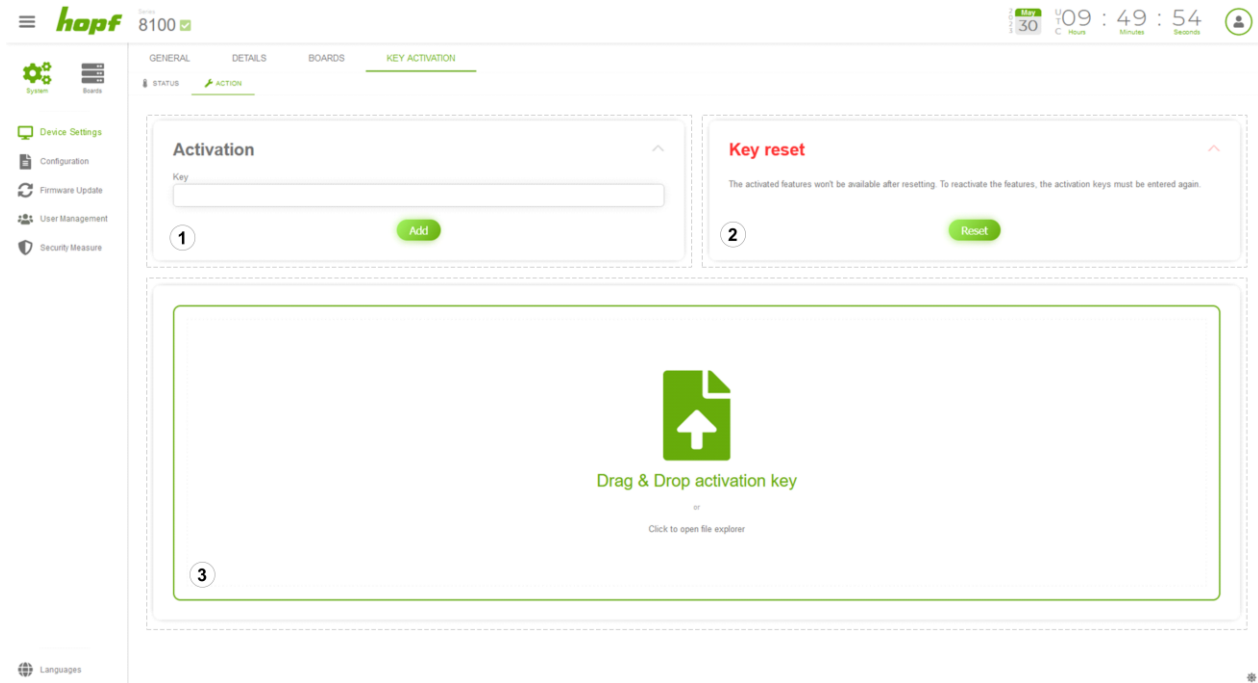 hopf
Series
8100
2023
May
30
UTC
09 : 49 : 54
Hours Minutes Seconds
System Boards
GENERAL DETAILS BOARDS KEY ACTIVATION
STATUS ACTION
Device Settings
Configuration
Firmware Update
User Management
Security Measure
Languages
Activation
Key
Add
1
Key reset
The activated features won't be available after resetting. To reactivate the features, the activation keys must be entered again.
Reset
2
Drag & Drop activation key
or
Click to open file explorer
3